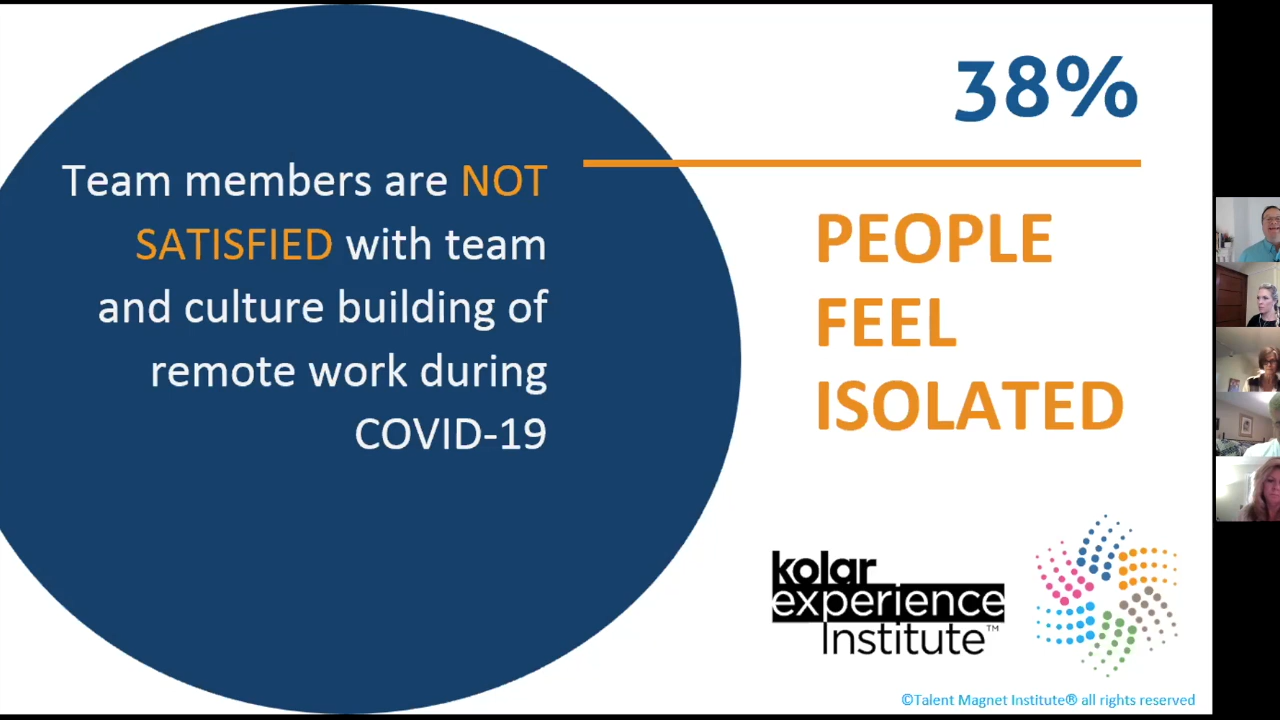 Team members are NOT
SATISFIED with team
and culture building of
remote work during
COVID-19
38%
PEOPLE
FEEL
ISOLATED
kolar
experience
Institute™
©Talent Magnet Institute® all rights reserved